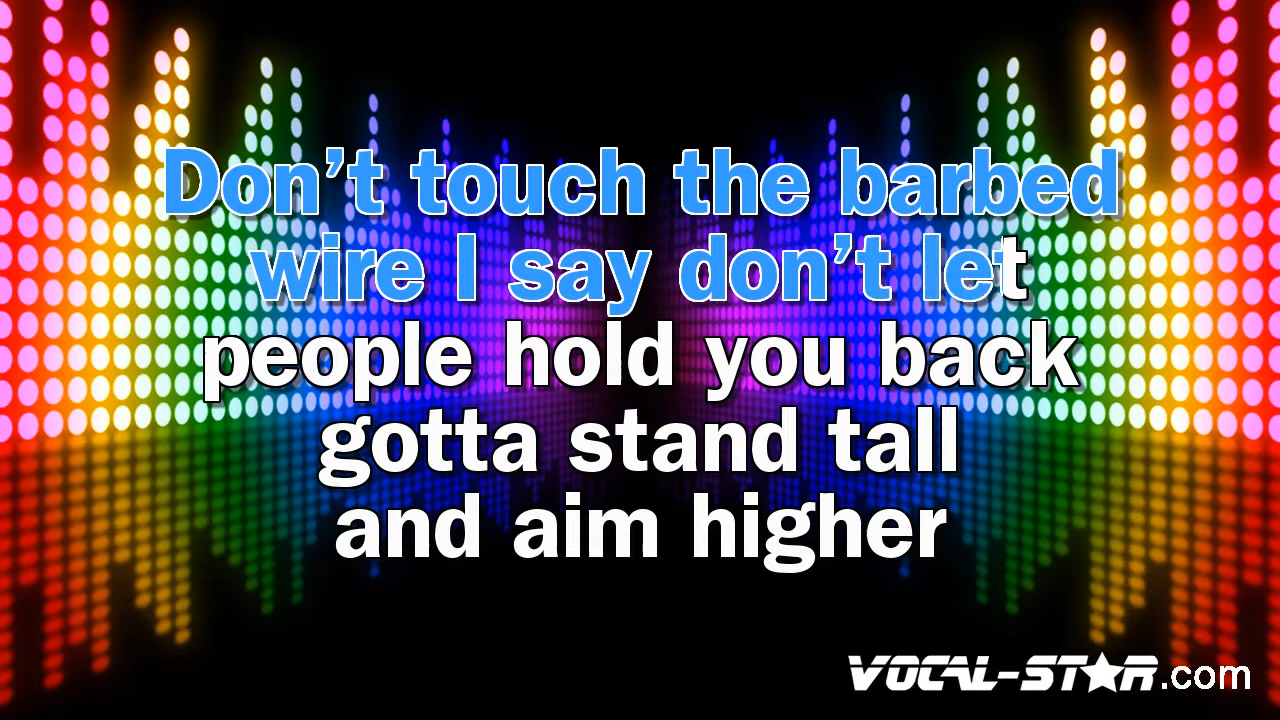 Don’t touch the barbed
wire I say don’t let
people hold you back
gotta stand tall
and aim higher
VOCAL-STAR.com